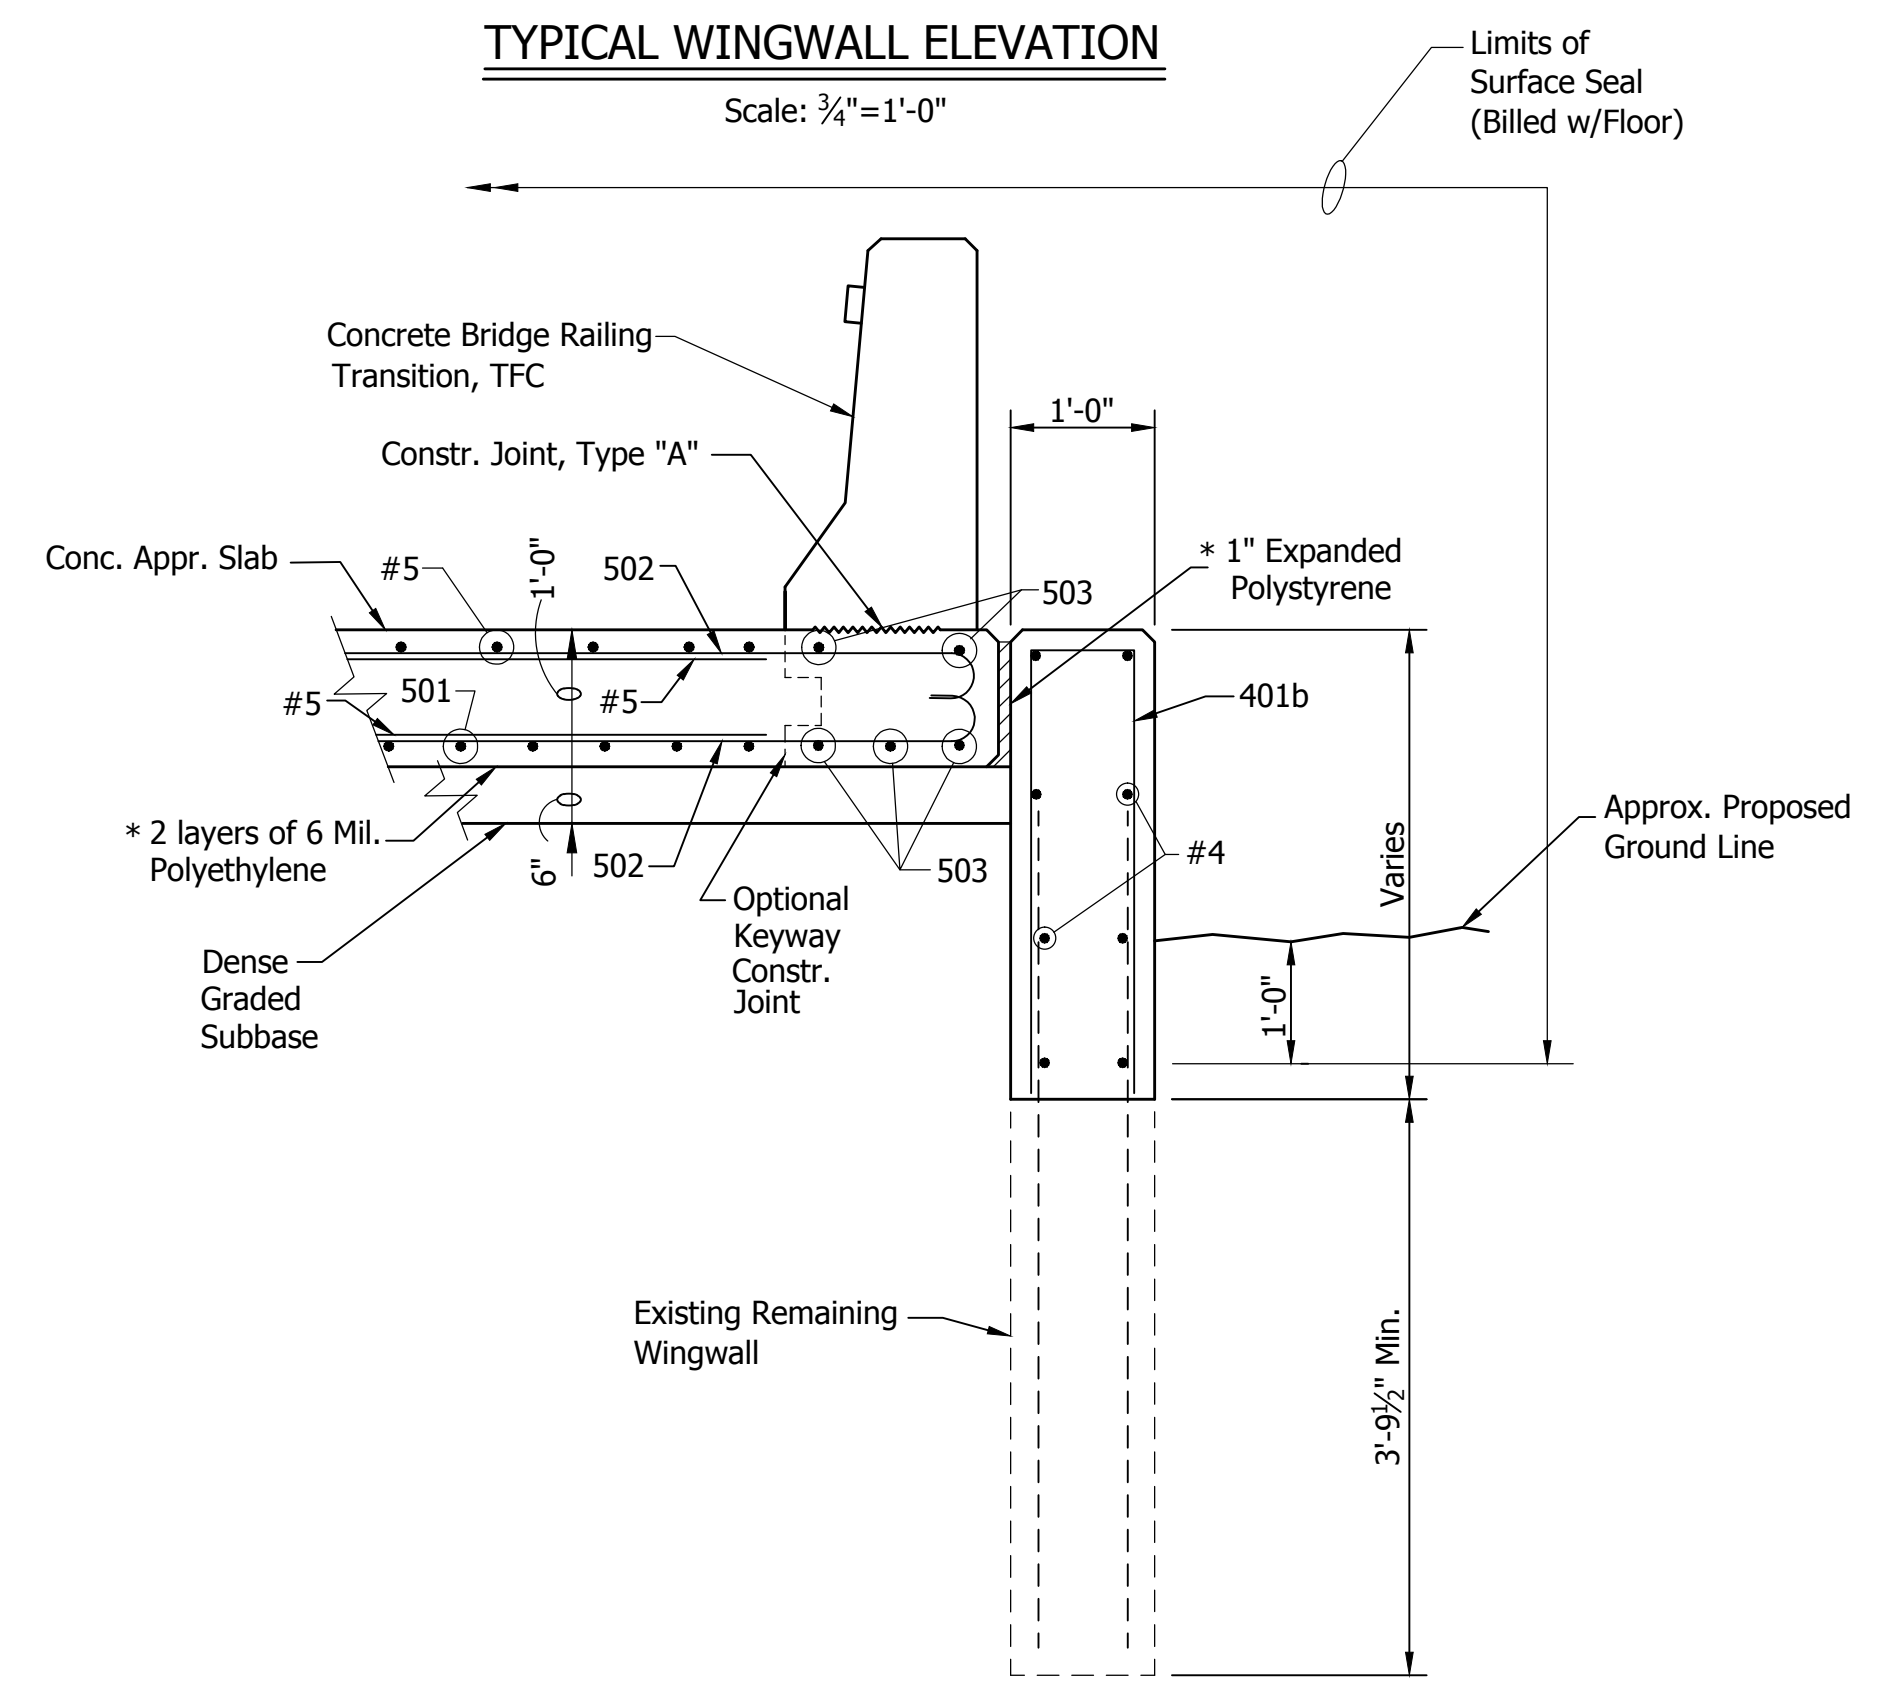 TYPICAL WINGWALL ELEVATION
Scale: ¾"=1'-0"
Limits of
Surface Seal
(Billed w/Floor)
Concrete Bridge Railing
Transition, TFC
1'-0"
Constr. Joint, Type "A"
Conc. Appr. Slab
#5
1'-0"
502
503
* 1" Expanded
Polystyrene
#5
501
#5
401b
* 2 layers of 6 Mil.
Polyethylene
6"
502
503
#4
Varies
Approx. Proposed
Ground Line
Optional
Keyway
Constr.
Joint
Dense
Graded
Subbase
1'-0"
Existing Remaining
Wingwall
3'-9½" Min.